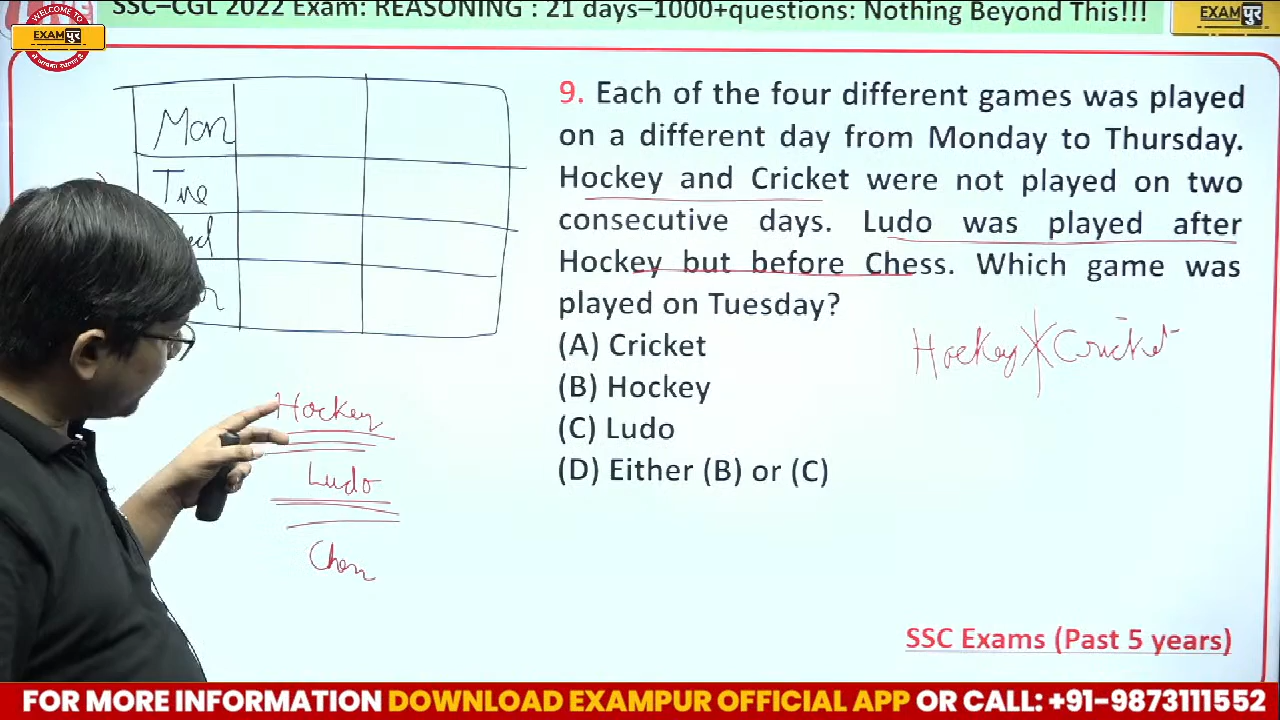 SSC–CGL 2022 Exam: REASONING : 21 days–1000+questions: Nothing Beyond This!!!
WELCOME TO
EXAMपुर
EXAMपुर
9. Each of the four different games was played
on a different day from Monday to Thursday.
Hockey and Cricket were not played on two
consecutive days. Ludo was played after
Hockey but before Chess. Which game was
played on Tuesday?
(A) Cricket
(B) Hockey
(C) Ludo
(D) Either (B) or (C)
Mon
Tue
Hockey Cricket
Hockey
Ludo
Chess
SSC Exams (Past 5 years)
FOR MORE INFORMATION DOWNLOAD EXAMPUR OFFICIAL APP OR CALL: +91-9873111552